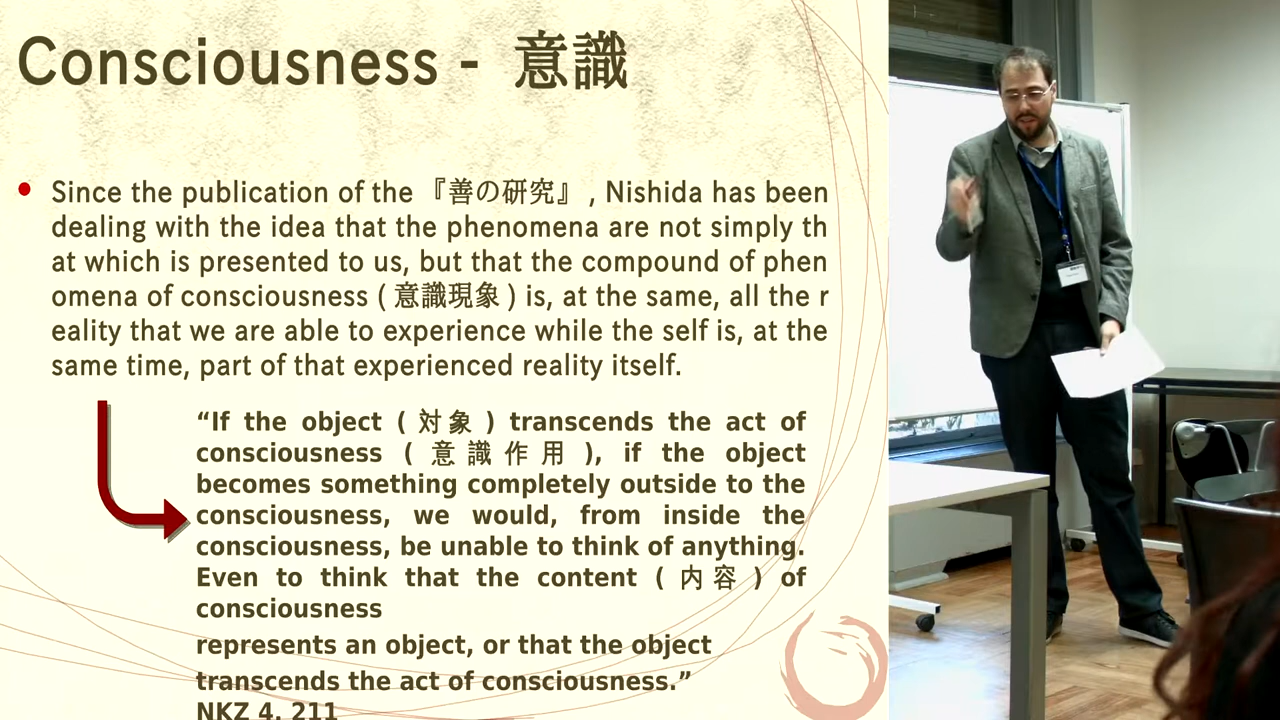 Consciousness - 意識
Since the publication of the 『善の研究』 , Nishida has been
dealing with the idea that the phenomena are not simply th
at which is presented to us, but that the compound of phen
omena of consciousness ( 意識現象 ) is, at the same, all the r
eality that we are able to experience while the self is, at the
same time, part of that experienced reality itself.
“If the object ( 対象 ) transcends the act of
consciousness ( 意識作用 ), if the object
becomes something completely outside to the
consciousness, we would, from inside the
consciousness, be unable to think of anything.
Even to think that the content ( 内容 ) of
consciousness
represents an object, or that the object
transcends the act of consciousness.”
NKZ 4, 211